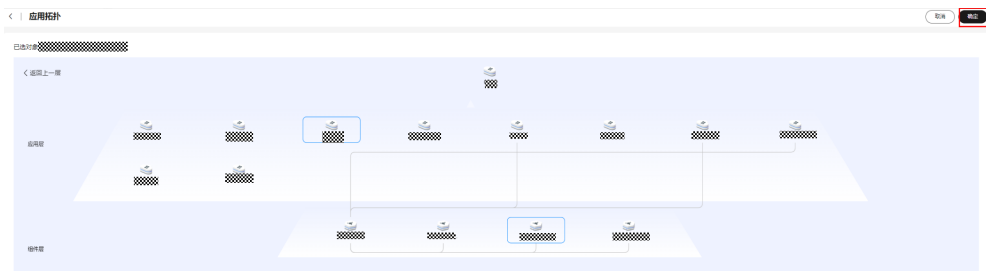 应用拓扑
取消
确定
已选对象
返回上一层
应用层
组件层